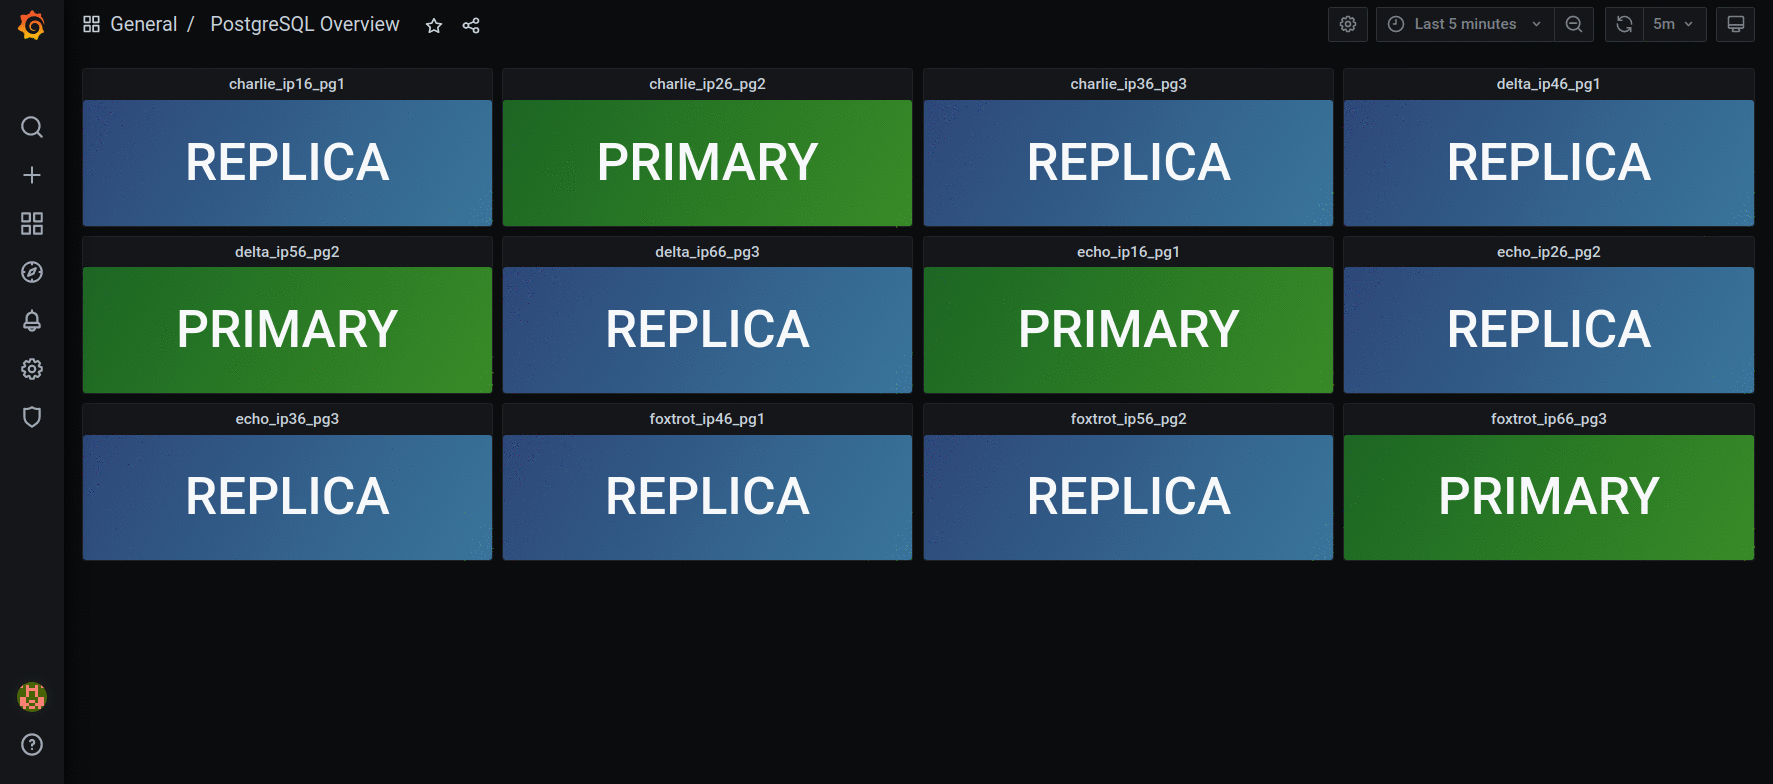 General / PostgreSQL Overview
Last 5 minutes
5m
charlie_ip16_pg1
REPLICA
charlie_ip26_pg2
PRIMARY
charlie_ip36_pg3
REPLICA
delta_ip46_pg1
REPLICA
delta_ip56_pg2
PRIMARY
delta_ip66_pg3
REPLICA
echo_ip16_pg1
PRIMARY
echo_ip26_pg2
REPLICA
echo_ip36_pg3
REPLICA
foxtrot_ip46_pg1
REPLICA
foxtrot_ip56_pg2
REPLICA
foxtrot_ip66_pg3
PRIMARY